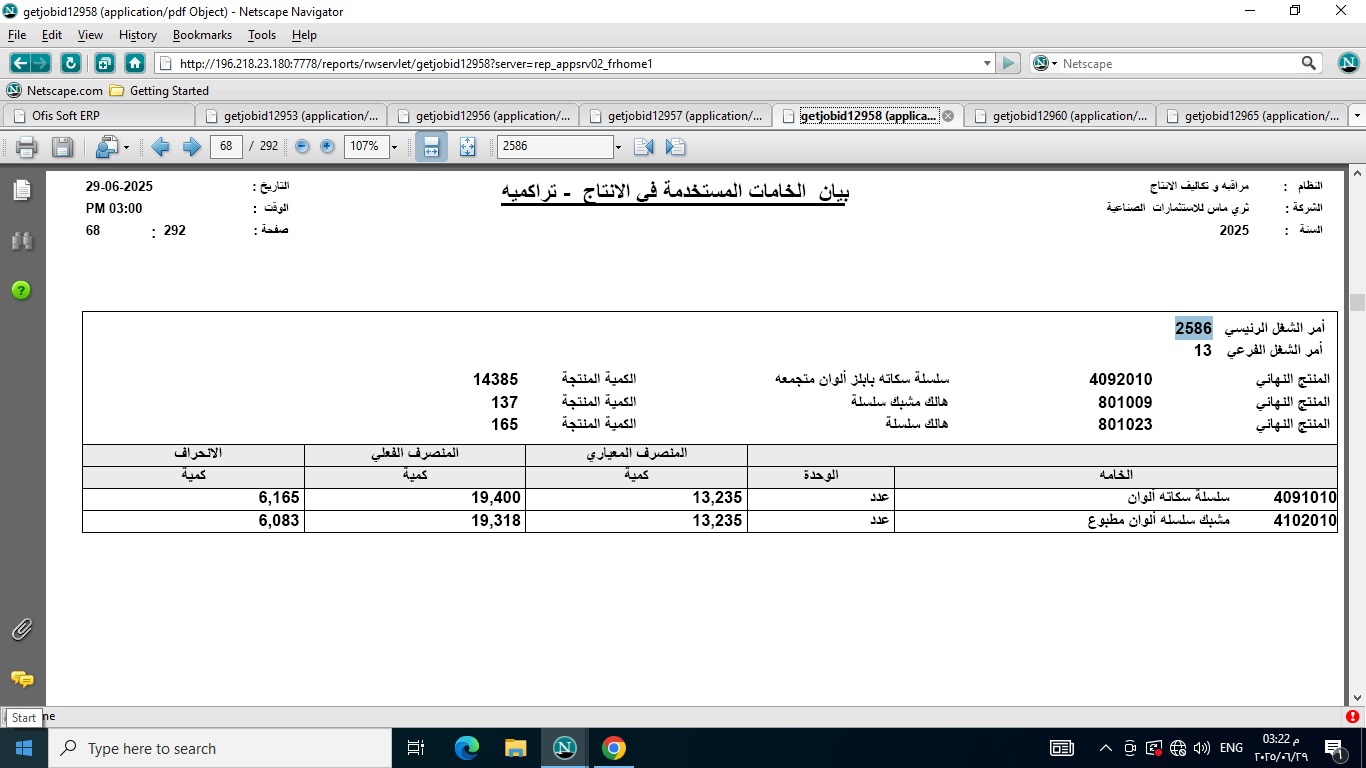 getjobid12958 (application/pdf Object) - Netscape Navigator
File Edit View History Bookmarks Tools Help
http://196.218.23.180:7778/reports/rwservlet/getjobid12958?server=rep_appsrv02_frhome1
Netscape
Netscape.com Getting Started
Ofis Soft ERP
getjobid12953 (application/...
getjobid12956 (application/...
getjobid12957 (application/...
getjobid12958 (applica...
getjobid12960 (application/...
getjobid12965 (application/...
68 / 292 107% 2586
النظام : مراقبه و تكاليف الانتاج
الشركة : ثري ماس للاستثمارات الصناعية
السنة : 2025
بيان الخامات المستخدمة في الانتاج - تراكميه
التاريخ : 29-06-2025
الوقت : 03:00 PM
صفحة : 292 : 68
أمر الشغل الرئيسي 2586
أمر الشغل الفرعي 13
المنتج النهائي 4092010 سلسلة سكاته بابلز ألوان متجمعه الكمية المنتجة 14385
المنتج النهائي 801009 هالك مشبك سلسلة الكمية المنتجة 137
المنتج النهائي 801023 هالك سلسلة الكمية المنتجة 165
المنصرف المعياري المنصرف الفعلي الانحراف
الخامه الوحدة كمية كمية كمية
4091010 سلسلة سكاته ألوان عدد 13,235 19,400 6,165
4102010 مشبك سلسله ألوان مطبوع عدد 13,235 19,318 6,083
Start
ne
Type here to search
ENG
03:22 م
٢٠٢٥/٠٦/٢٩
١